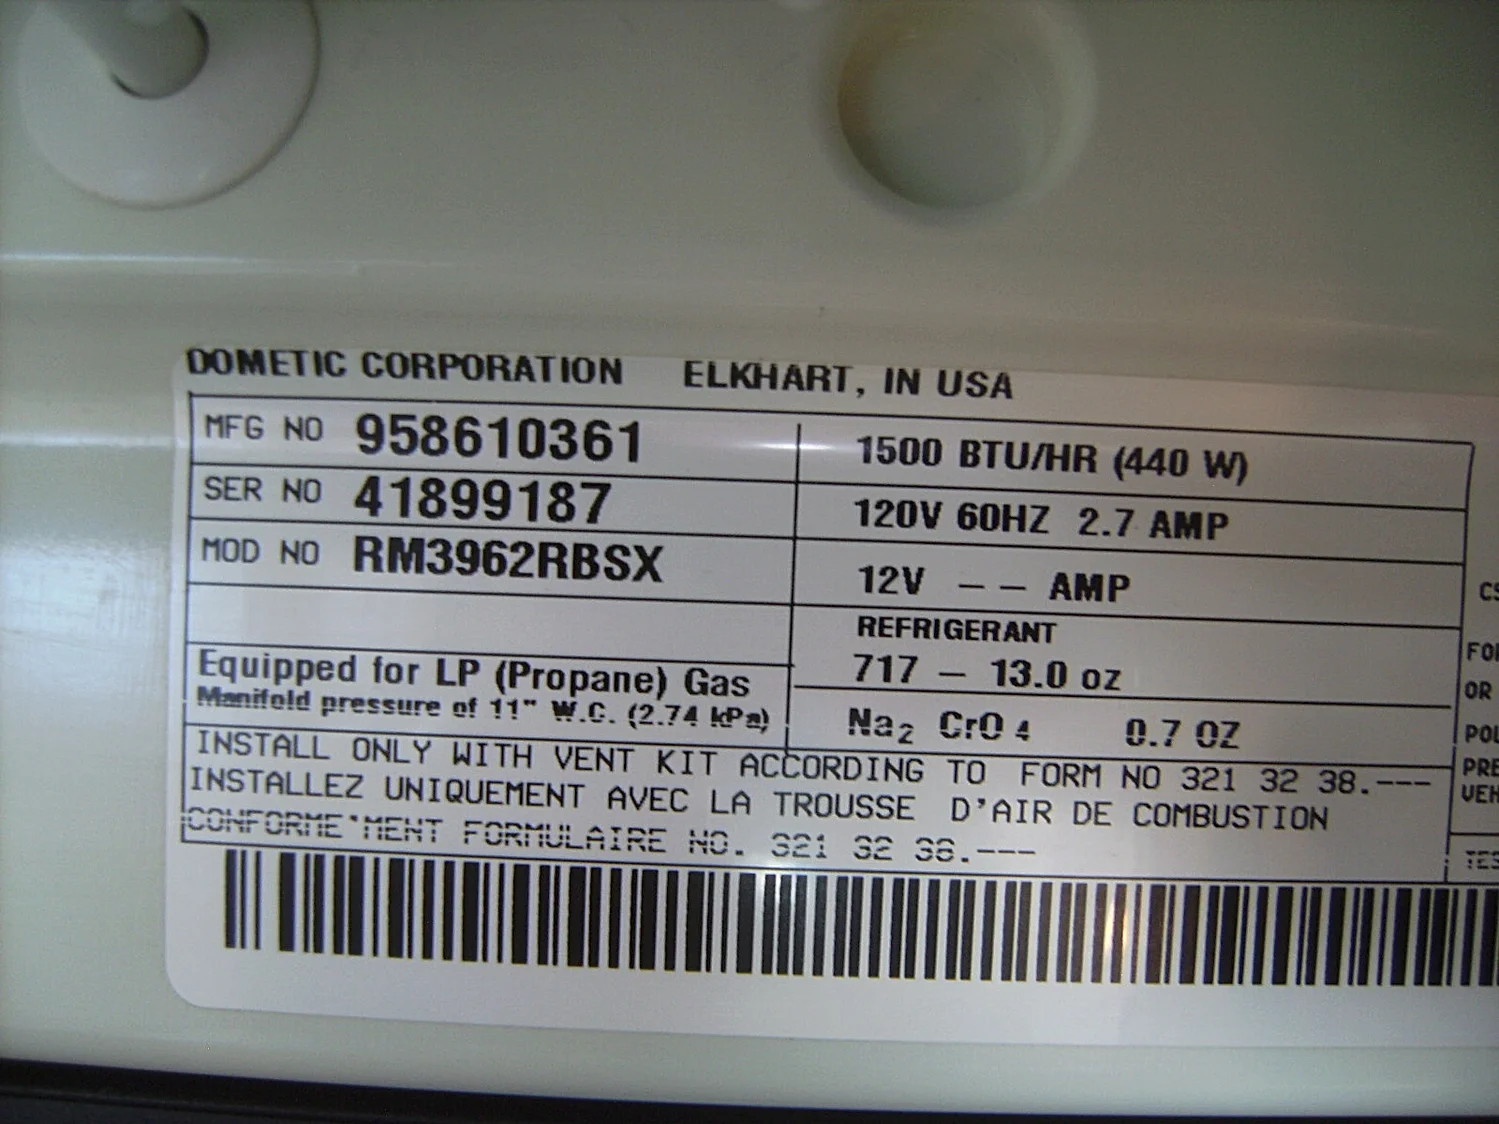 DOMETIC CORPORATION ELKHART, IN USA
MFG NO 958610361
SER NO 41899187
MOD NO RM3962RBSX
Equipped for LP (Propane) Gas
Manifold pressure of 11" W.C. (2.74 kPa)
1500 BTU/HR (440 W)
120V 60HZ 2.7 AMP
12V -- AMP
REFRIGERANT
717 - 13.0 oz
Na2 CrO4 0.7 OZ
INSTALL ONLY WITH VENT KIT ACCORDING TO FORM NO 321 32 38.---
INSTALLEZ UNIQUEMENT AVEC LA TROUSSE D'AIR DE COMBUSTION
CONFORME'MENT FORMULAIRE NO. 321 32 38.---
OR